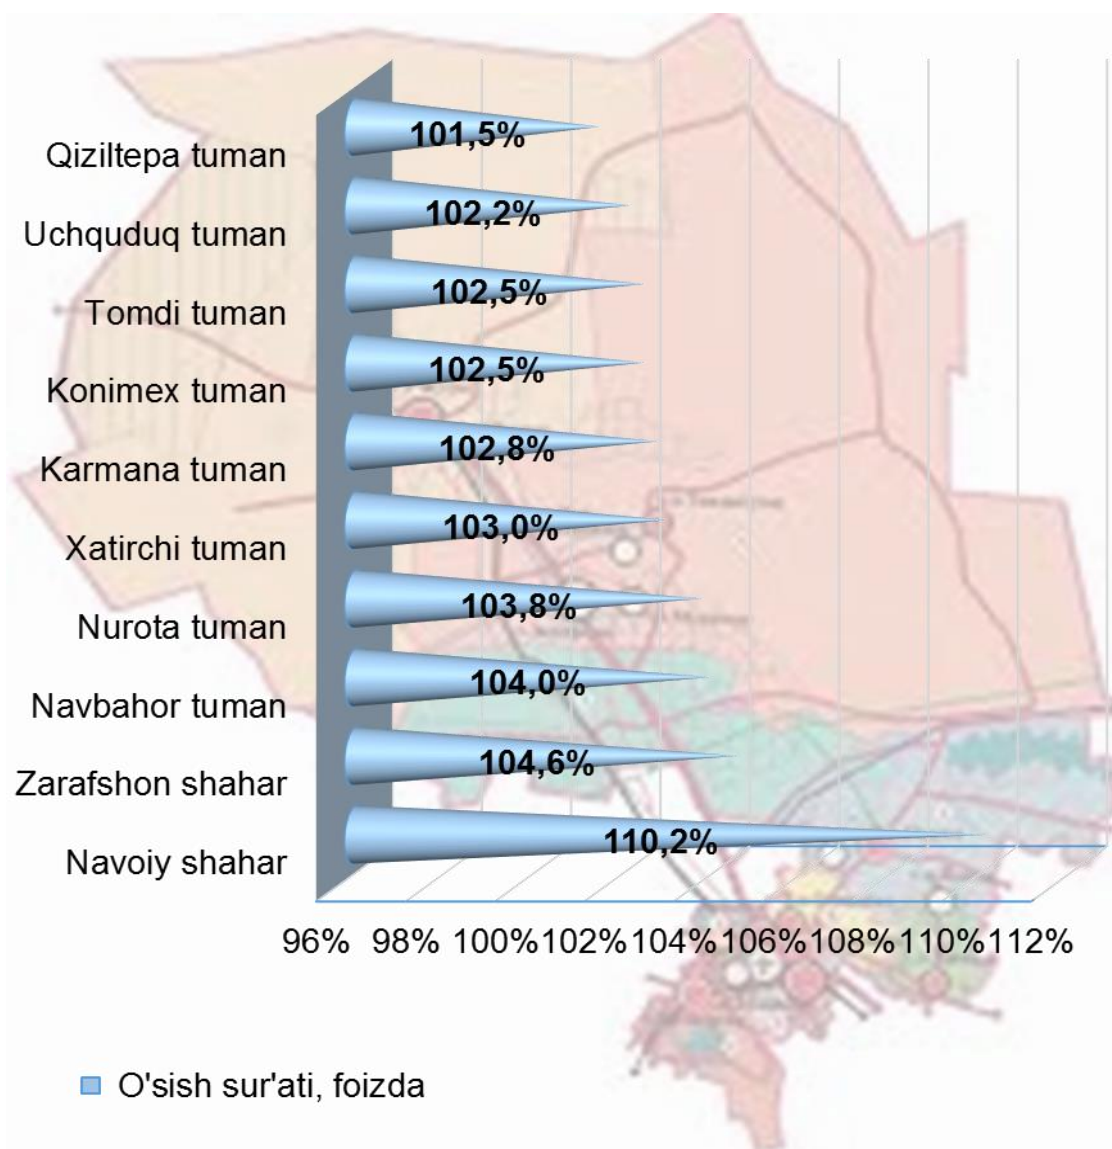 Qiziltepa tuman 101,5%
Uchquduq tuman 102,2%
Tomdi tuman 102,5%
Konimex tuman 102,5%
Karmana tuman 102,8%
Xatirchi tuman 103,0%
Nurota tuman 103,8%
Navbahor tuman 104,0%
Zarafshon shahar 104,6%
Navoiy shahar 110,2%
96% 98% 100% 102% 104% 106% 108% 110% 112%
O'sish sur'ati, foizda